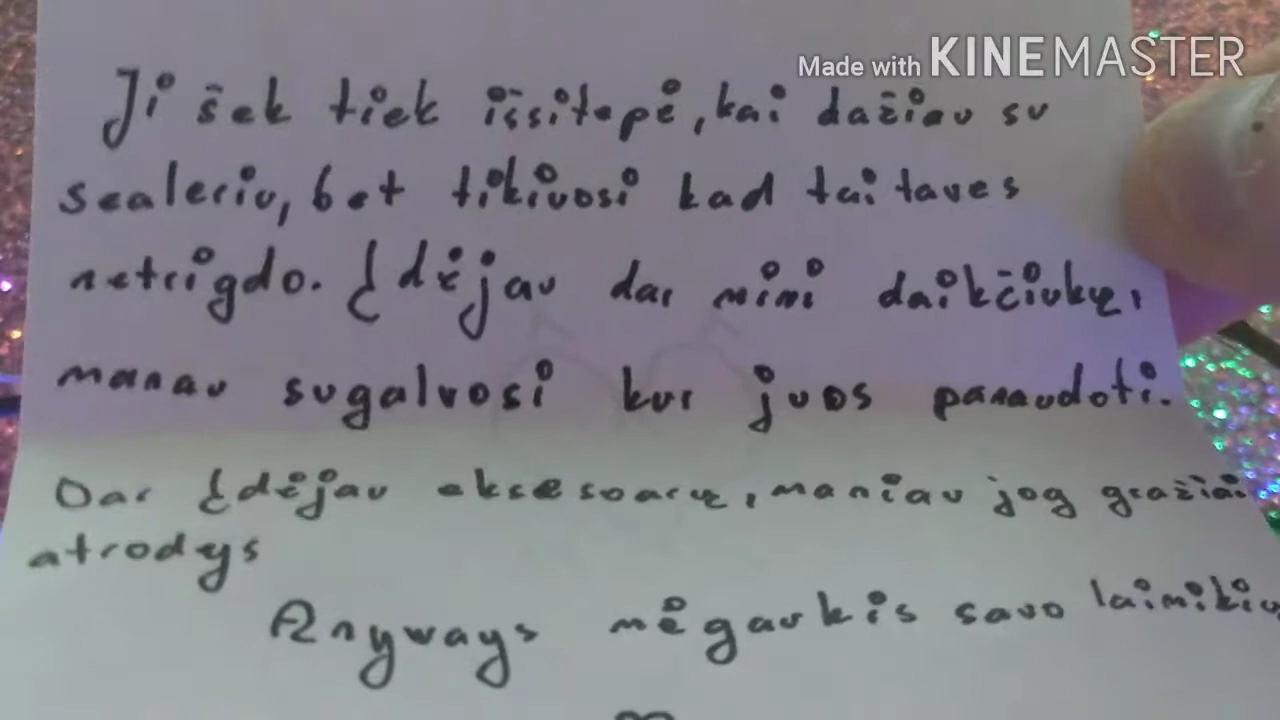 Made with KINEMASTER
Ji šek tiek išsitepė, kai dažiau su
sealeriu, bet tikiuosi kad tai taves
netrigdo. Įdėjau dar mini daikčiukų,
manau sugalvosi kur juos panaudoti.
Dar įdėjau aksesoarų, maniau jog gražiai
atrodys
Anyways mėgaukis savo laimikiu